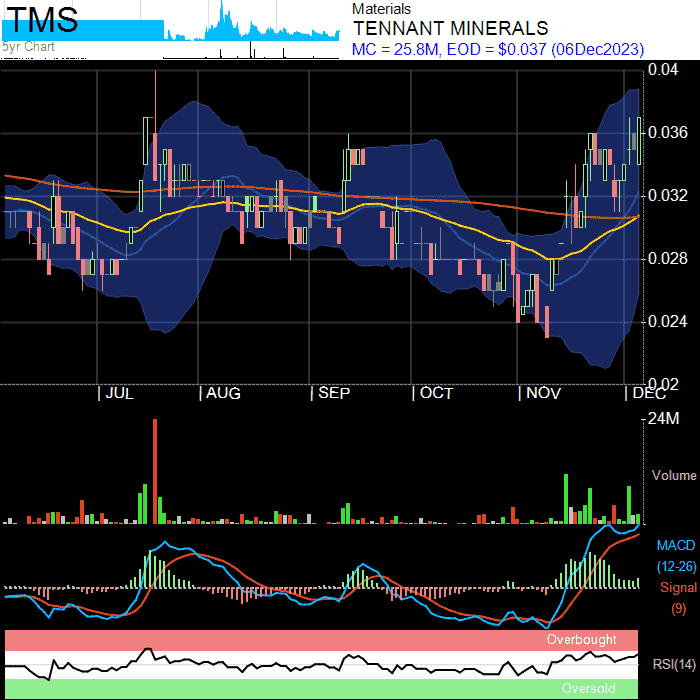 TMS
5yr Chart
Materials
TENNANT MINERALS
MC = 25.8M, EOD = $0.037 (06Dec2023)
0.04
0.036
0.032
0.028
0.024
0.02
JUL
AUG
SEP
OCT
NOV
DEC
24M
Volume
MACD
(12-26)
Signal
(9)
Overbought
RSI(14)
Oversold